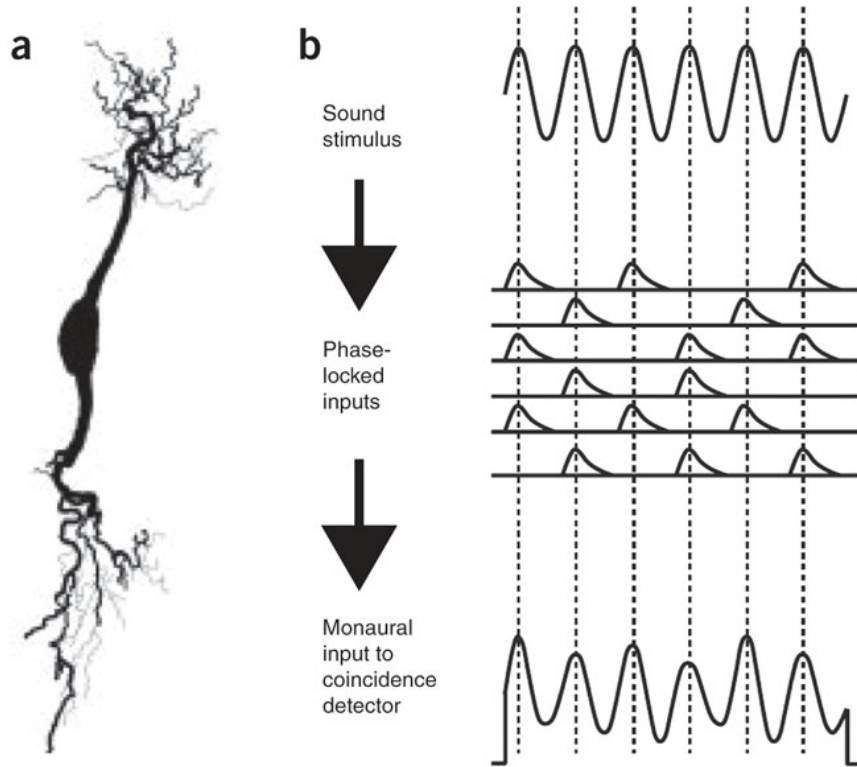 a
b
Sound
stimulus
Phase-
locked
inputs
Monaural
input to
coincidence
detector